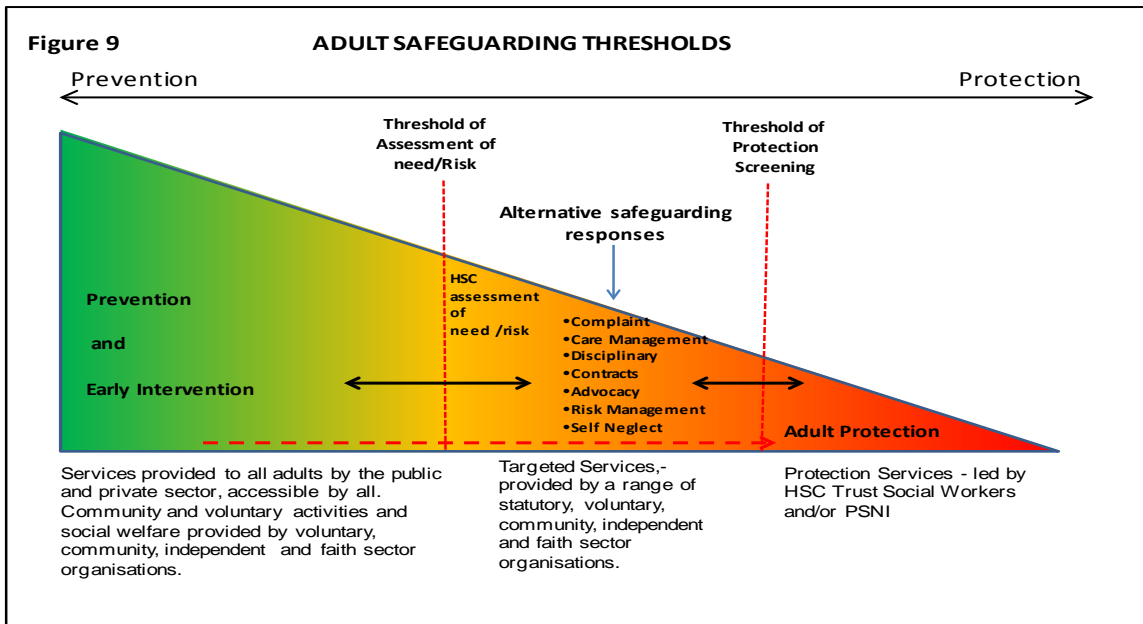 Figure 9
ADULT SAFEGUARDING THRESHOLDS
Prevention
Protection
Threshold of
Assessment of
need/Risk
Threshold of
Protection
Screening
Alternative safeguarding
responses
Prevention
and
Early Intervention
HSC
assessment
of
need /risk
•Complaint
•Care Management
•Disciplinary
•Contracts
•Advocacy
•Risk Management
•Self Neglect
Adult Protection
Services provided to all adults by the public
and private sector, accessible by all.
Community and voluntary activities and
social welfare provided by voluntary,
community, independent and faith sector
organisations.
Targeted Services,-
provided by a range of
statutory, voluntary,
community, independent
and faith sector
organisations.
Protection Services - led by
HSC Trust Social Workers
and/or PSNI